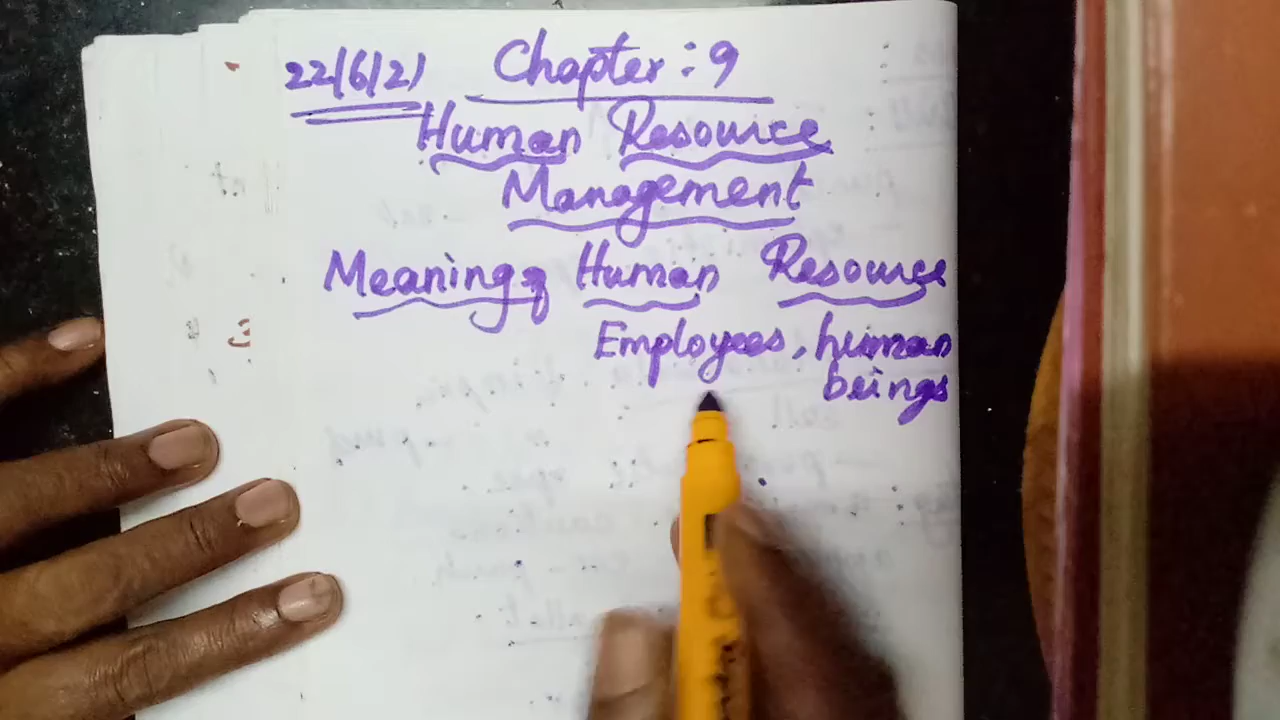 22/6/21 Chapter: 9
Human Resource
Management
Meaning of Human Resource
Employees, human
beings